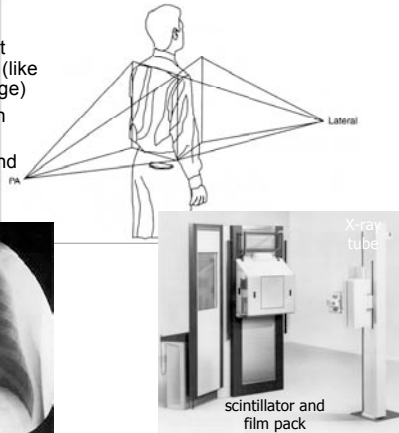 t
(like
ge)
n
nd
PA
Lateral
X-ray
tube
scintillator and
film pack